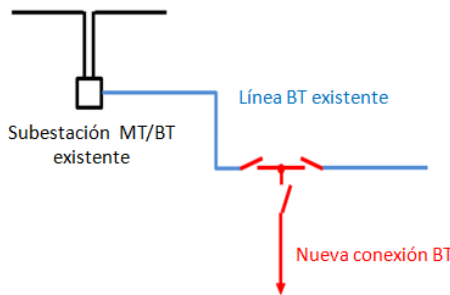 Línea BT existente
Subestación MT/BT
existente
Nueva conexión BT